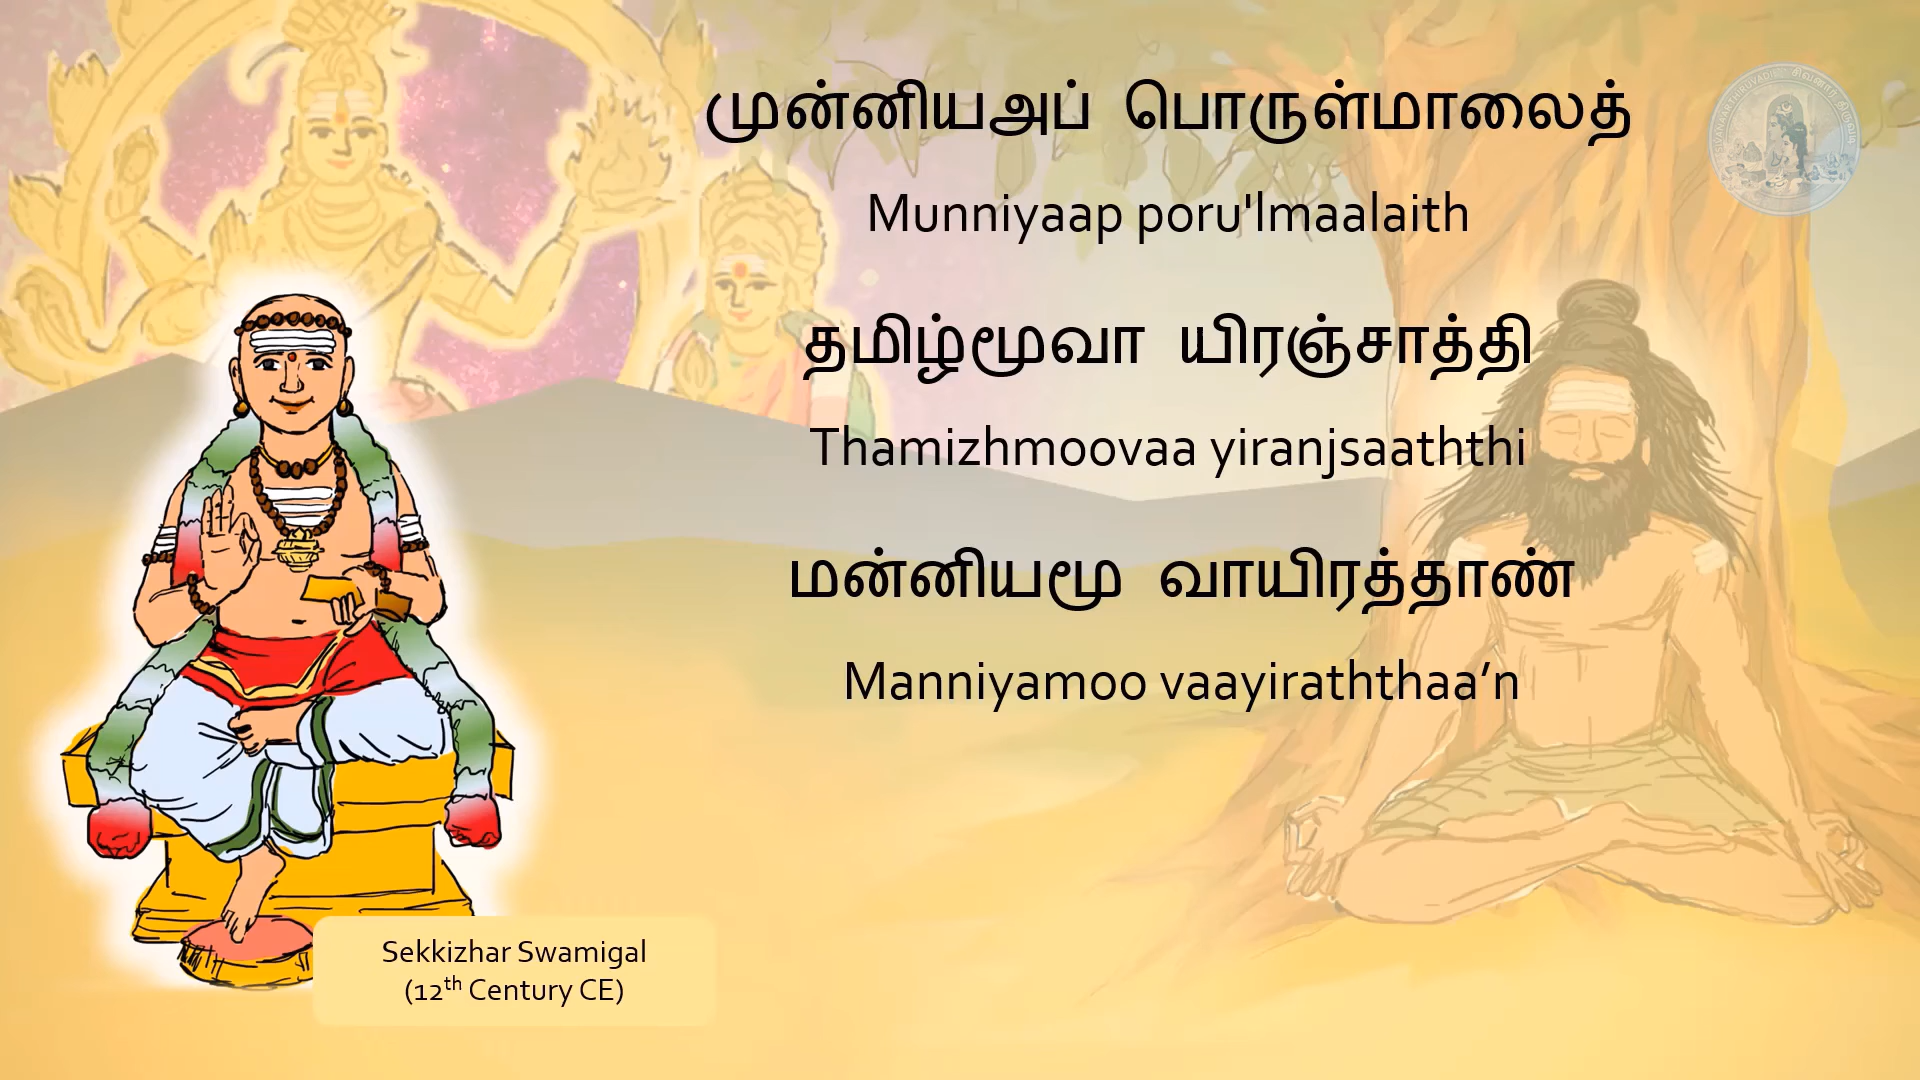 முன்னியஅப் பொருள்மாலைத்
Munniyaap poru'lmaalaith
தமிழ்மூவா யிரஞ்சாத்தி
Thamizhmoovaa yiranjsaaththi
மன்னியமூ வாயிரத்தாண்
Manniyamoo vaayiraththaa’n
Sekkizhar Swamigal
(12th Century CE)